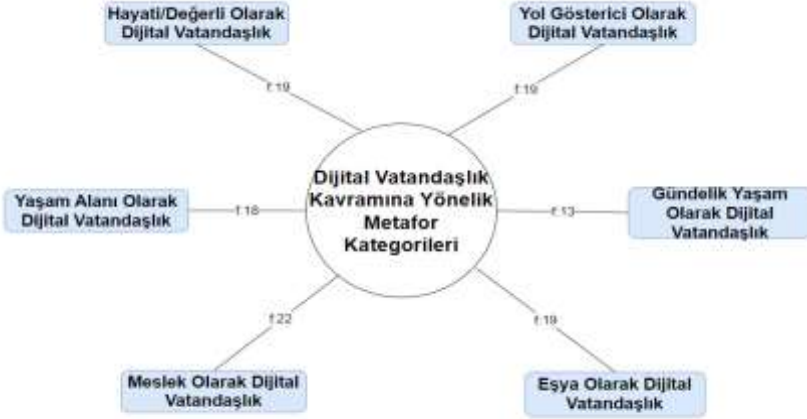 Hayati/Değerli Olarak
Dijital Vatandaşlık
Yol Gösterici Olarak
Dijital Vatandaşlık
f:19
f:19
Dijital Vatandaşlık
Kavramına Yönelik
Metafor
Kategorileri
Yaşam Alanı Olarak
Dijital Vatandaşlık
f:18
f:13
Gündelik Yaşam
Olarak Dijital
Vatandaşlık
f:22
f:19
Meslek Olarak Dijital
Vatandaşlık
Eşya Olarak Dijital
Vatandaşlık